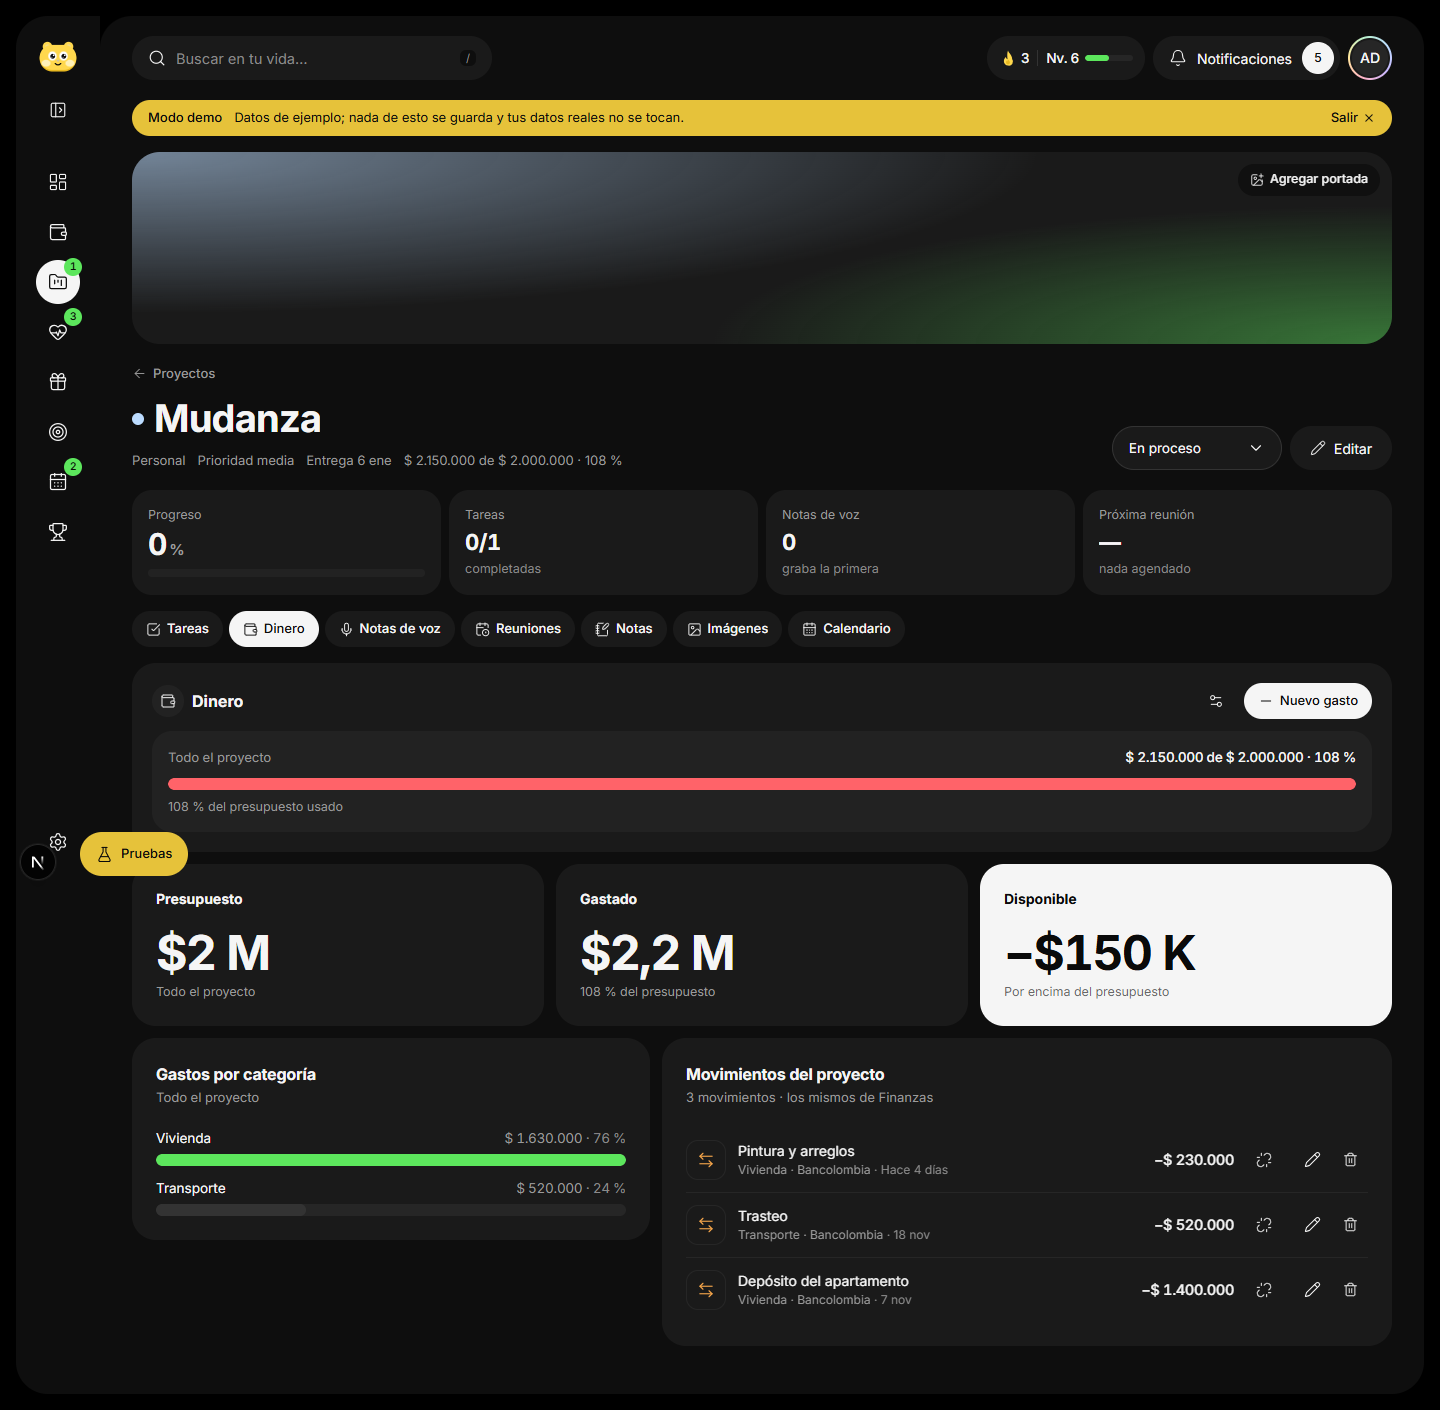 Buscar en tu vida...
/
3
Nv. 6
Notificaciones
5
AD
Modo demo
Datos de ejemplo; nada de esto se guarda y tus datos reales no se tocan.
Salir
Agregar portada
1
3
2
N
Pruebas
Proyectos
Mudanza
Personal
Prioridad media
Entrega 6 ene
$ 2.150.000 de $ 2.000.000 · 108 %
En proceso
Editar
Progreso
0 %
Tareas
0/1
completadas
Notas de voz
0
graba la primera
Próxima reunión
—
nada agendado
Tareas
Dinero
Notas de voz
Reuniones
Notas
Imágenes
Calendario
Dinero
Nuevo gasto
Todo el proyecto
$ 2.150.000 de $ 2.000.000 · 108 %
108 % del presupuesto usado
Presupuesto
$2 M
Todo el proyecto
Gastado
$2,2 M
108 % del presupuesto
Disponible
−$150 K
Por encima del presupuesto
Gastos por categoría
Todo el proyecto
Vivienda
$ 1.630.000 · 76 %
Transporte
$ 520.000 · 24 %
Movimientos del proyecto
3 movimientos · los mismos de Finanzas
Pintura y arreglos
Vivienda · Bancolombia · Hace 4 días
−$ 230.000
Trasteo
Transporte · Bancolombia · 18 nov
−$ 520.000
Depósito del apartamento
Vivienda · Bancolombia · 7 nov
−$ 1.400.000